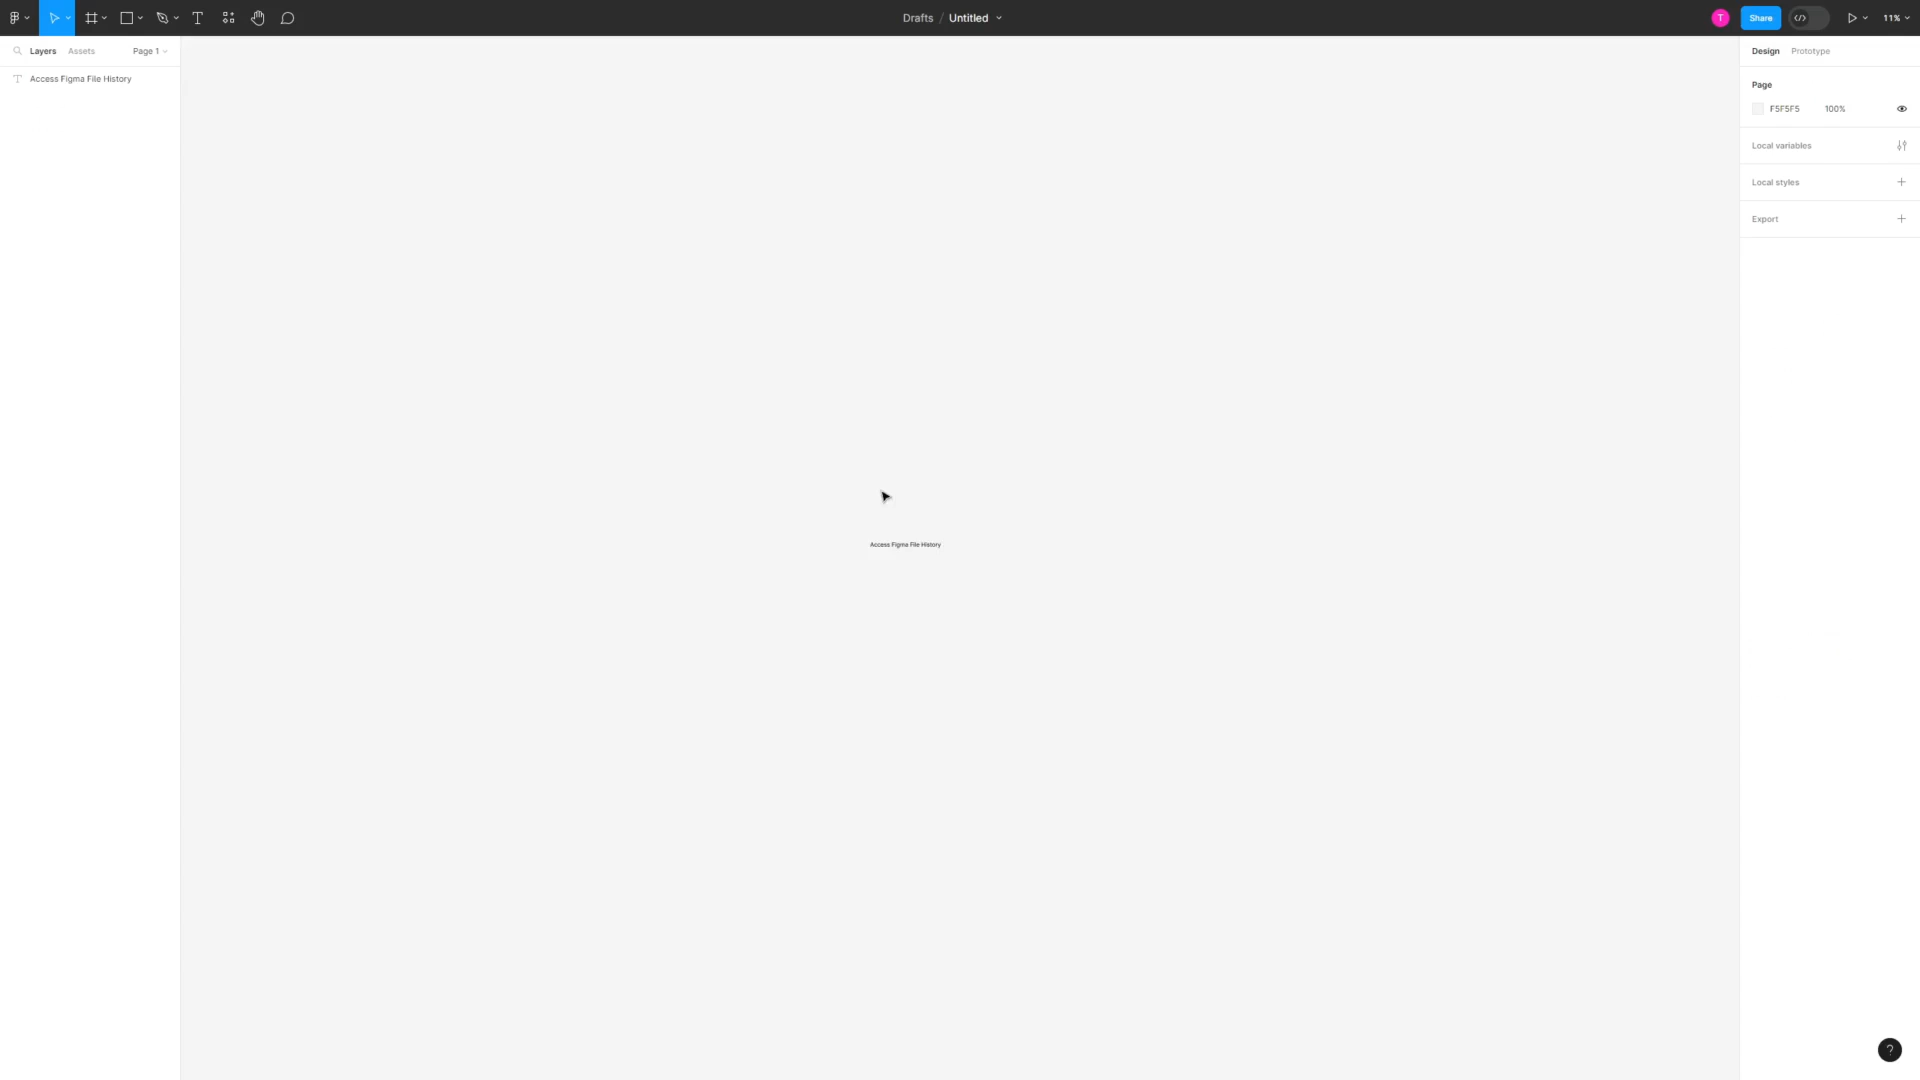 Drafts / Untitled
T
Share
11%
Layers Assets Page 1
Access Figma File History
Access Figma File History
Design Prototype
Page
F5F5F5 100%
Local variables
Local styles
Export
?